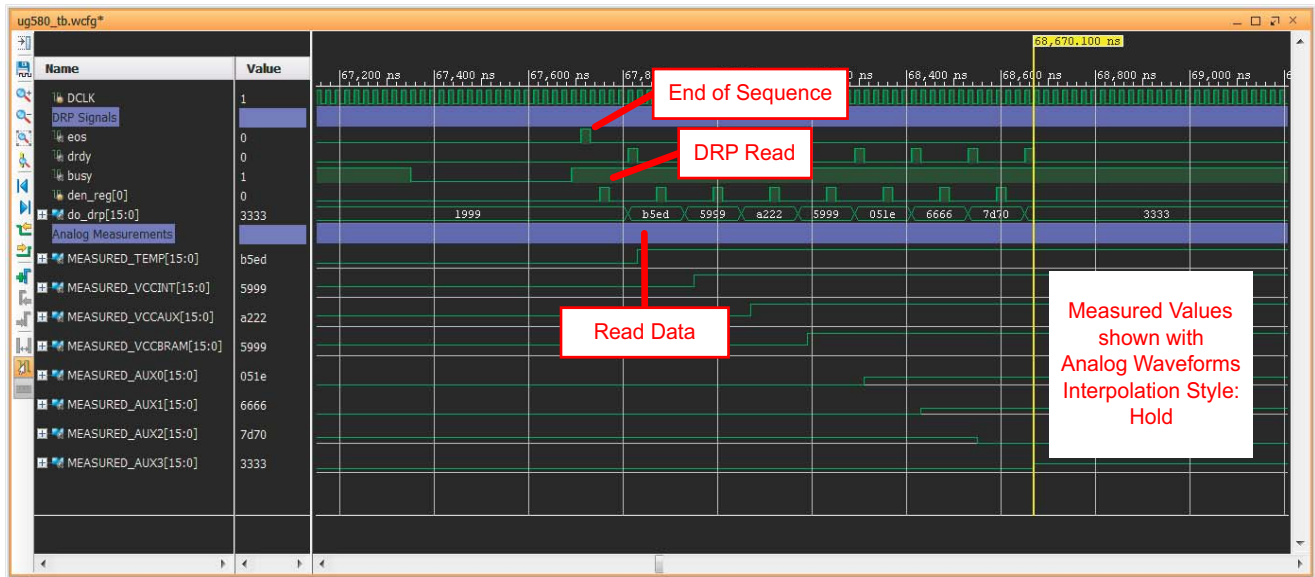 ug580_tb.wcfg*
68,670.100 ns
Name Value
67,200 ns 67,400 ns 67,600 ns 67,8 0 ns 68,400 ns 68,600 ns 68,800 ns 69,000 ns
DCLK 1
End of Sequence
DRP Signals
eos 0
drdy 0
DRP Read
busy 1
den_reg[0] 0
do_drp[15:0] 3333 1999 b5ed 5999 a222 5999 051e 6666 7d70 3333
Analog Measurements
MEASURED_TEMP[15:0] b5ed
MEASURED_VCCINT[15:0] 5999
MEASURED_VCCAUX[15:0] a222
Read Data
MEASURED_VCCBRAM[15:0] 5999
MEASURED_AUX0[15:0] 051e
MEASURED_AUX1[15:0] 6666
MEASURED_AUX2[15:0] 7d70
MEASURED_AUX3[15:0] 3333
Measured Values
shown with
Analog Waveforms
Interpolation Style:
Hold